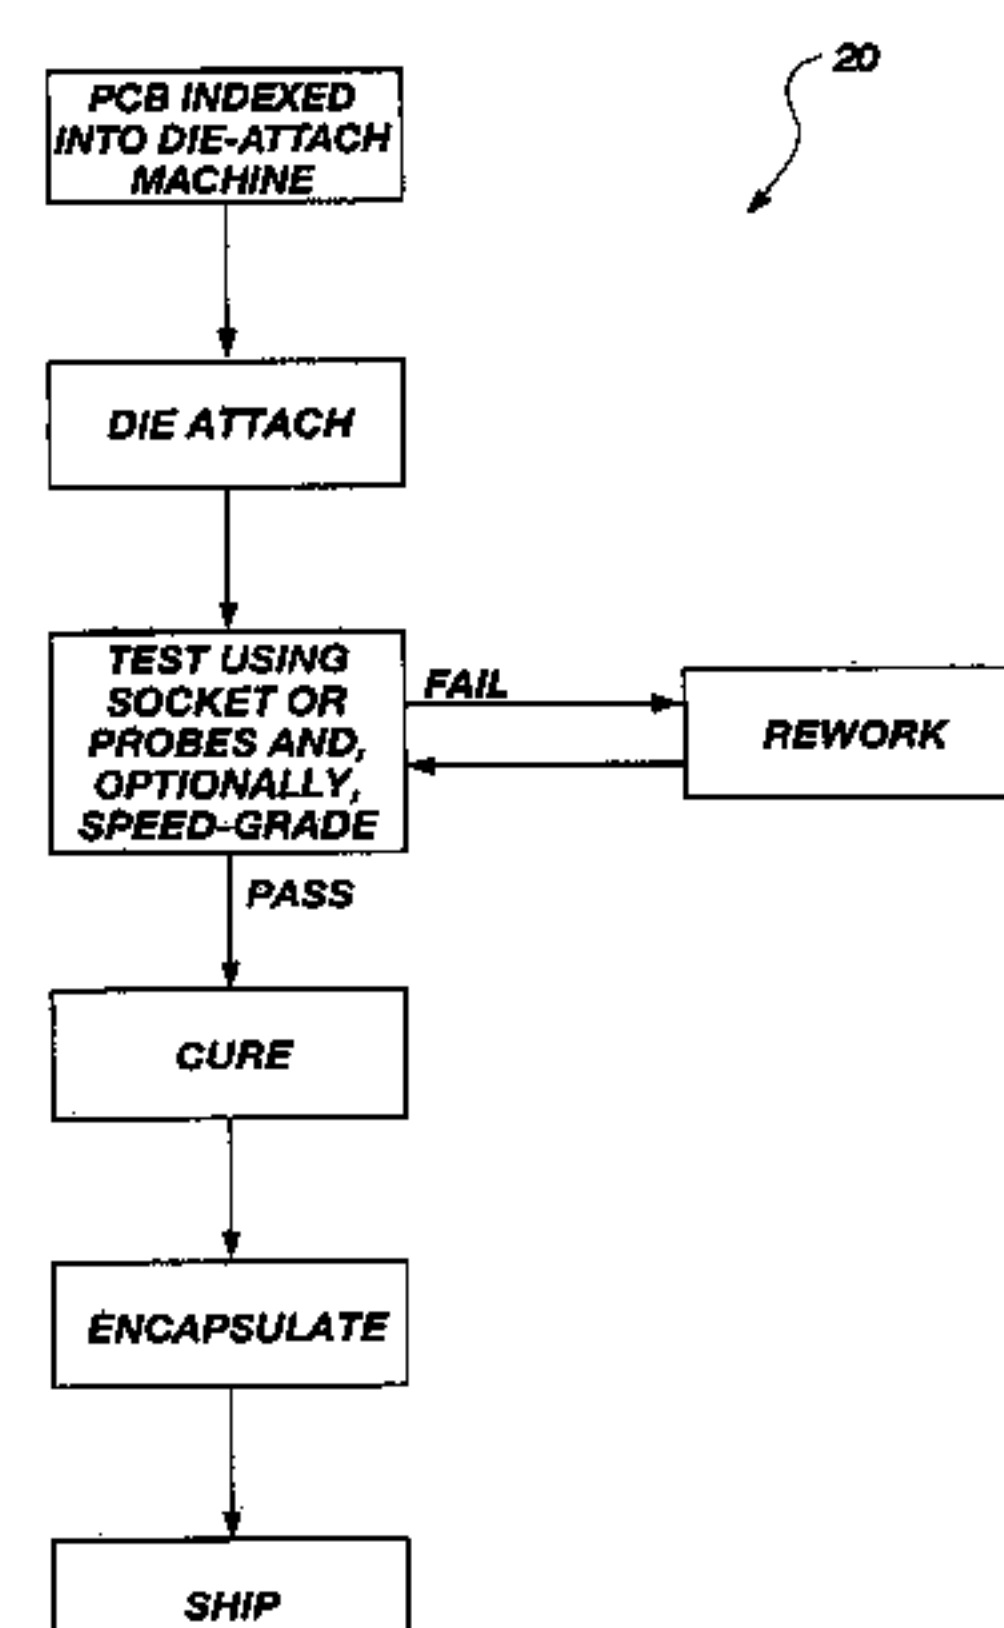 20
PCB INDEXED
INTO DIE-ATTACH
MACHINE
DIE ATTACH
TEST USING
SOCKET OR
PROBES AND,
OPTIONALLY,
SPEED-GRADE
FAIL
REWORK
PASS
CURE
ENCAPSULATE
SHIP